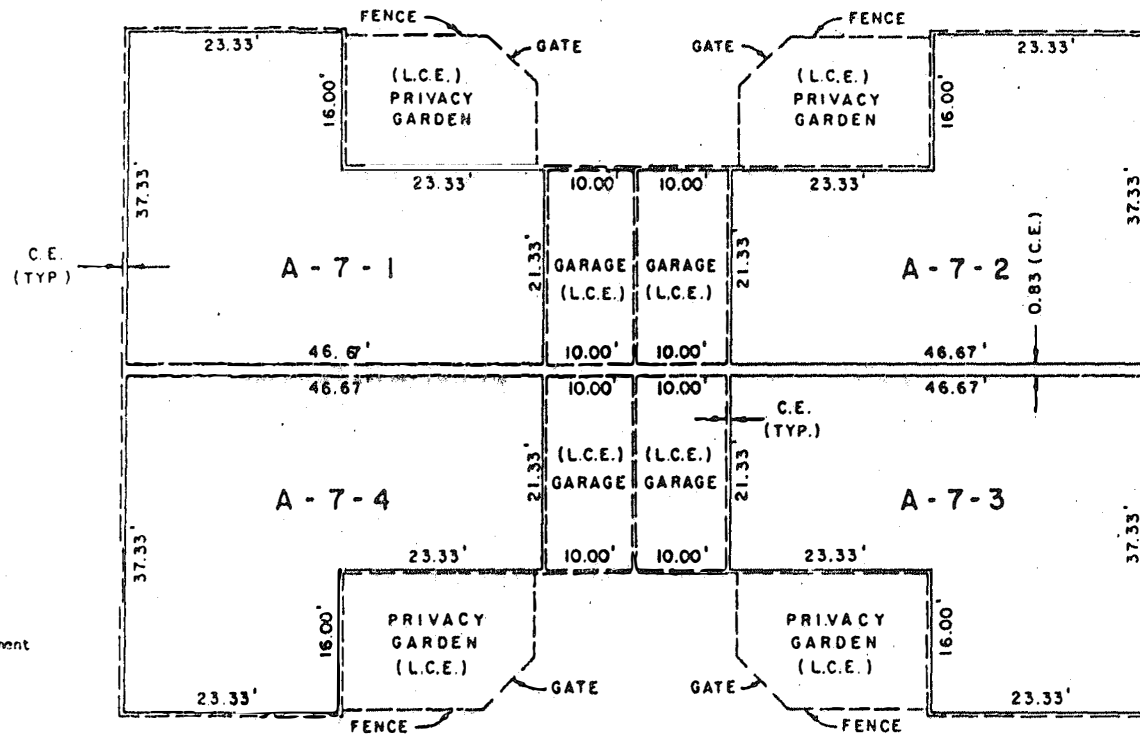 FENCE
GATE
GATE
FENCE
23.33'
23.33'
(L.C.E.)
PRIVACY
GARDEN
(L.C.E.)
PRIVACY
GARDEN
16.00'
16.00'
37.33'
37.33'
23.33'
10.00'
10.00'
23.33'
C.E.
(TYP.)
A-7-1
21.33'
GARAGE
(L.C.E.)
GARAGE
(L.C.E.)
21.33'
A-7-2
0.83 (C.E.)
46.67'
10.00'
10.00'
46.67'
46.67'
10.00'
10.00'
46.67'
C.E.
(TYP.)
A-7-4
21.33'
(L.C.E.)
GARAGE
(L.C.E.)
GARAGE
21.33'
A-7-3
37.33'
37.33'
23.33'
10.00'
10.00'
23.33'
16.00'
PRIVACY
GARDEN
(L.C.E.)
PRIVACY
GARDEN
(L.C.E.)
16.00'
23.33'
GATE
GATE
23.33'
FENCE
FENCE